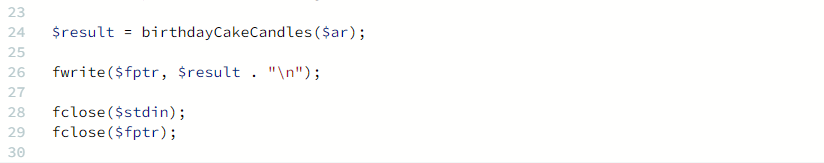 23
24 $result = birthdayCakeCandles($ar);
25
26 fwrite($fptr, $result . "\n");
27
28 fclose($stdin);
29 fclose($fptr);
30